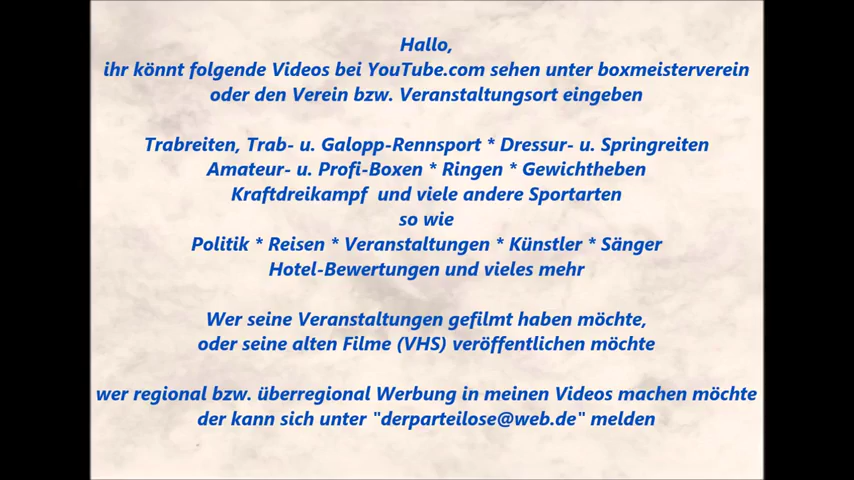 Hallo,
ihr könnt folgende Videos bei YouTube.com sehen unter boxmeisterverein
oder den Verein bzw. Veranstaltungsort eingeben
Trabreiten, Trab- u. Galopp-Rennsport * Dressur- u. Springreiten
Amateur- u. Profi-Boxen * Ringen * Gewichtheben
Kraftdreikampf und viele andere Sportarten
so wie
Politik * Reisen * Veranstaltungen * Künstler * Sänger
Hotel-Bewertungen und vieles mehr
Wer seine Veranstaltungen gefilmt haben möchte,
oder seine alten Filme (VHS) veröffentlichen möchte
wer regional bzw. überregional Werbung in meinen Videos machen möchte
der kann sich unter "derparteilose@web.de" melden